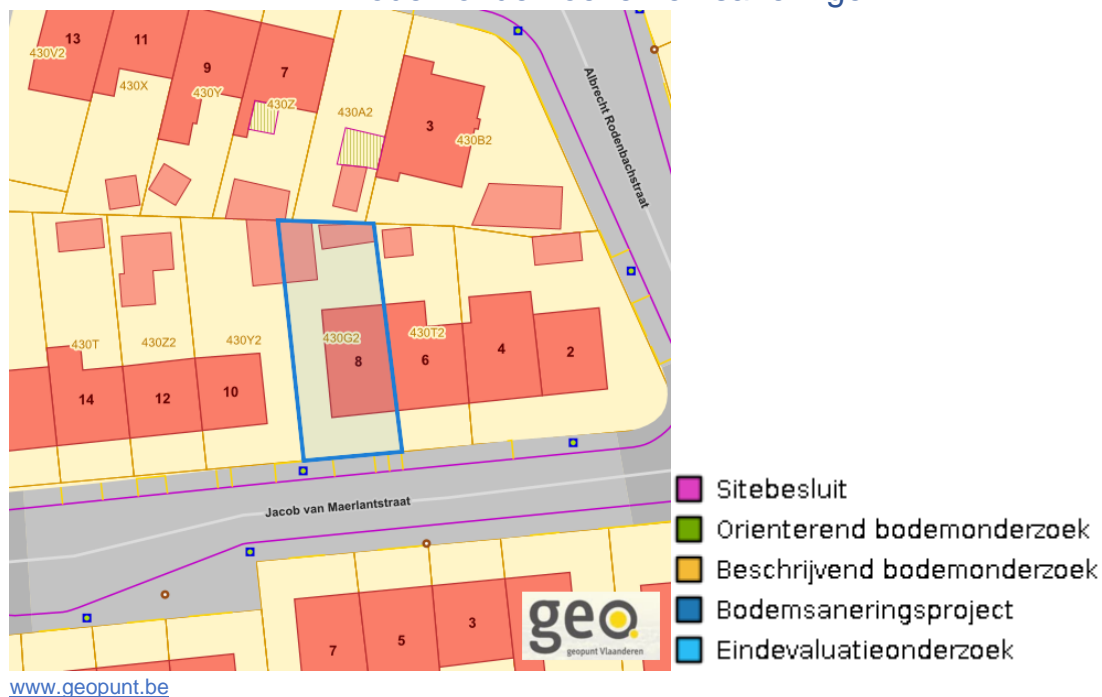 13
11
9
7
430V2
430X
430Y
430Z
430A2
3
430B2
Albrecht Rodenbachstraat
430T
430Z2
430Y2
430G2
430T2
14
12
10
8
6
4
2
Jacob van Maerlantstraat
7
5
3
geo
geopunt Vlaanderen
Sitebesluit
Orienterend bodemonderzoek
Beschrijvend bodemonderzoek
Bodemsaneringsproject
Eindevaluatieonderzoek
www.geopunt.be